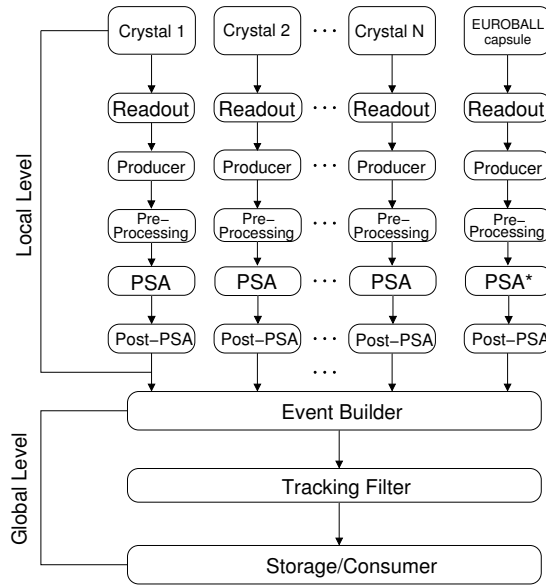 Crystal 1 Crystal 2 ··· Crystal N EUROBALL
capsule
Readout Readout ··· Readout Readout
Producer Producer ··· Producer Producer
Pre− Pre− ··· Pre− Pre−
Processing Processing Processing Processing
PSA PSA ··· PSA PSA*
Post−PSA Post−PSA ··· Post−PSA Post−PSA
···
Local Level
Event Builder
Tracking Filter
Storage/Consumer
Global Level